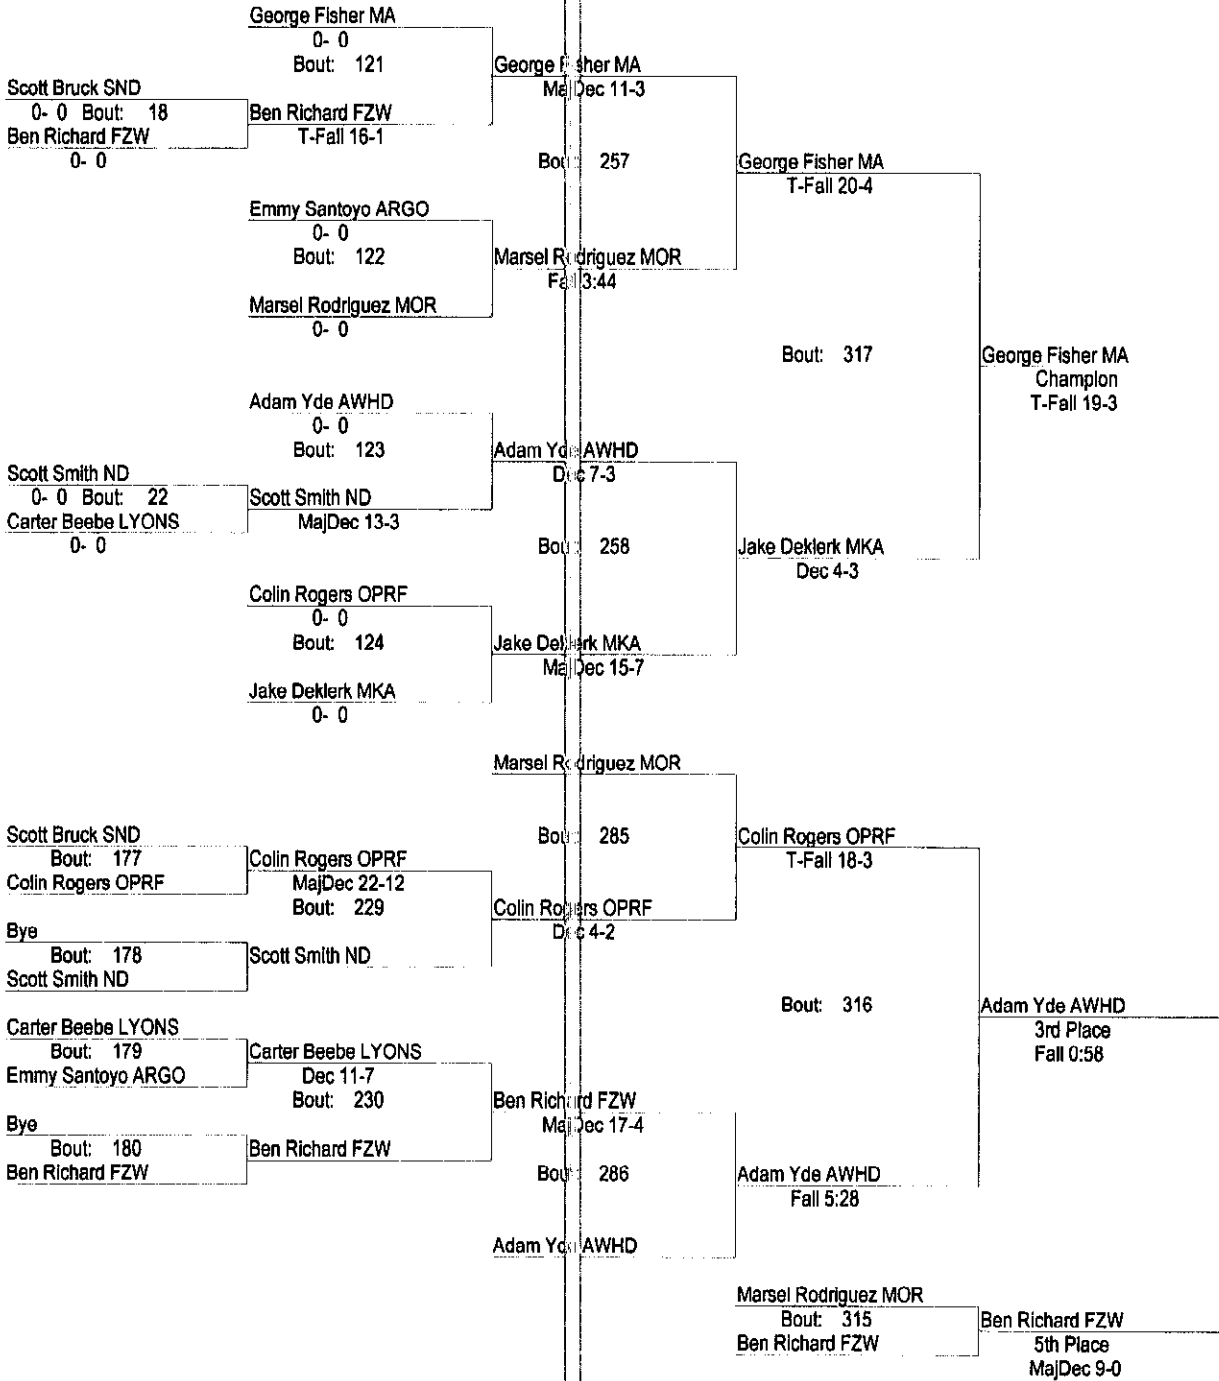 George Fisher MA
0- 0
Bout: 121
George Fisher MA
MajDec 11-3
Scott Bruck SND
0- 0 Bout: 18
Ben Richard FZW
0- 0
Ben Richard FZW
T-Fall 16-1
Bout: 257
George Fisher MA
T-Fall 20-4
Emmy Santoyo ARGO
0- 0
Bout: 122
Marsel Rodriguez MOR
Fall 3:44
Marsel Rodriguez MOR
0- 0
Bout: 317
George Fisher MA
Champion
T-Fall 19-3
Adam Yde AWHD
0- 0
Bout: 123
Adam Yde AWHD
Dec 7-3
Scott Smith ND
0- 0 Bout: 22
Carter Beebe LYONS
0- 0
Scott Smith ND
MajDec 13-3
Bout: 258
Jake Deklerk MKA
Dec 4-3
Colin Rogers OPRF
0- 0
Bout: 124
Jake Deklerk MKA
MajDec 15-7
Jake Deklerk MKA
0- 0
Marsel Rodriguez MOR
Bout: 285
Colin Rogers OPRF
T-Fall 18-3
Scott Bruck SND
Bout: 177
Colin Rogers OPRF
Colin Rogers OPRF
MajDec 22-12
Bout: 229
Colin Rogers OPRF
Dec 4-2
Bye
Bout: 178
Scott Smith ND
Scott Smith ND
Bout: 316
Adam Yde AWHD
3rd Place
Fall 0:58
Carter Beebe LYONS
Bout: 179
Emmy Santoyo ARGO
Carter Beebe LYONS
Dec 11-7
Bout: 230
Ben Richard FZW
MajDec 17-4
Bye
Bout: 180
Ben Richard FZW
Ben Richard FZW
Bout: 286
Adam Yde AWHD
Fall 5:28
Adam Yde AWHD
Marsel Rodriguez MOR
Bout: 315
Ben Richard FZW
Ben Richard FZW
5th Place
MajDec 9-0